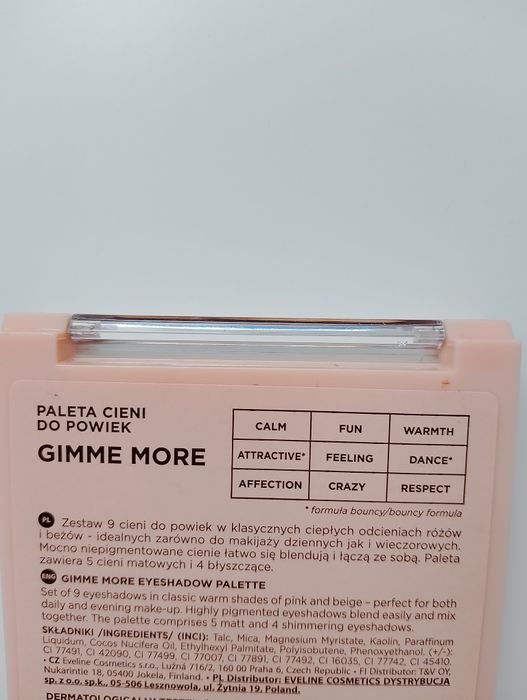 PALETA CIENI
DO POWIEK
GIMME MORE
CALM FUN WARMTH
ATTRACTIVE* FEELING DANCE*
AFFECTION CRAZY RESPECT
* formuła bouncy/bouncy formula
PL Zestaw 9 cieni do powiek w klasycznych ciepłych odcieniach różów
i beżów - idealnych zarówno do makijaży dziennych jak i wieczorowych.
Mocno niepigmentowane cienie łatwo się blendują i łączą ze sobą. Paleta
zawiera 5 cieni matowych i 4 błyszczące.
ENG GIMME MORE EYESHADOW PALETTE
Set of 9 eyeshadows in classic warm shades of pink and beige – perfect for both
daily and evening make-up. Highly pigmented eyeshadows blend easily and mix
together. The palette comprises 5 matt and 4 shimmering eyeshadows.
SKŁADNIKI /INGREDIENTS/ (INCI): Talc, Mica, Magnesium Myristate, Kaolin, Paraffinum
Liquidum, Cocos Nucifera Oil, Ethylhexyl Palmitate, Polyisobutene, Phenoxyethanol, (+/-):
CI 77491, CI 42090, CI 77499, CI 77007, CI 77891, CI 77492, CI 16035, CI 77742, CI 45410.
• CZ Eveline Cosmetics s.r.o., Lužná 716/2, 160 00 Praha 6, Czech Republic • FI Distributor: T&V OY,
Nukarintie 18, 05400 Jokela, Finland. • PL Distributor: EVELINE COSMETICS DYSTRYBUCJA
sp. z o.o. sp.k., 05-506 Lesznowola, ul. Żytnia 19, Poland.